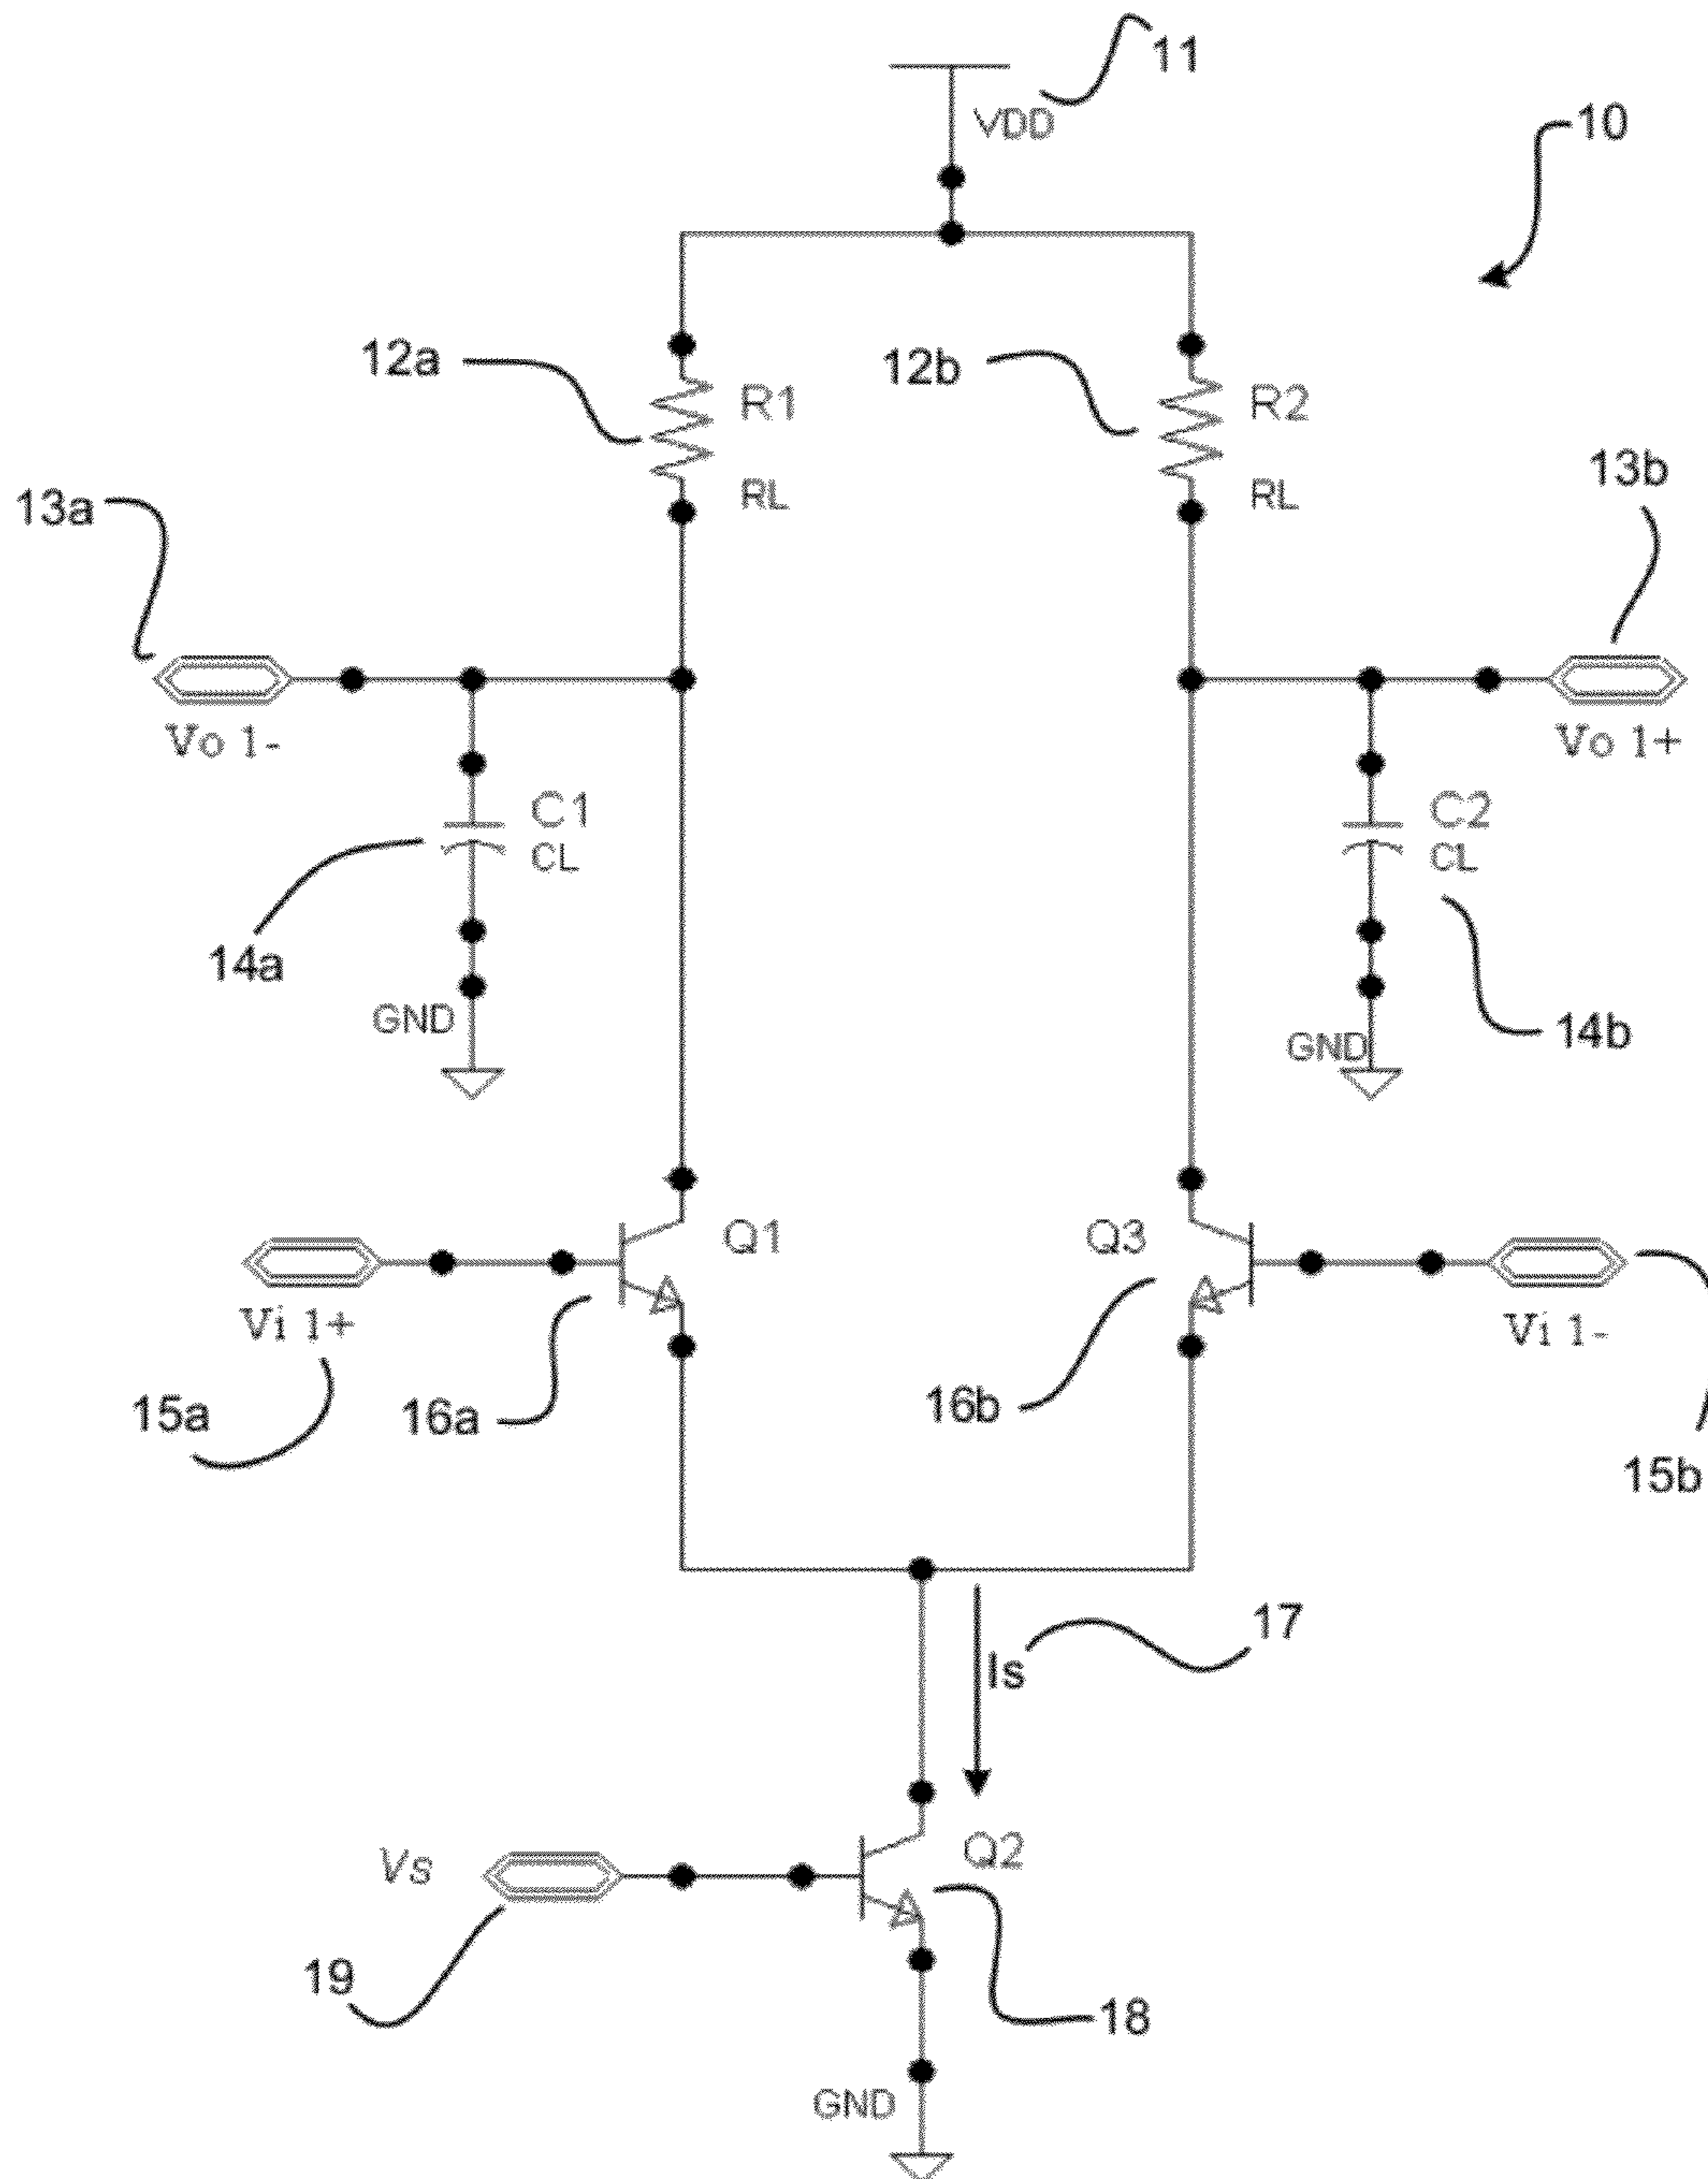 11
VDD
10
12a
R1
RL
12b
R2
RL
13a
13b
Vo 1-
Vo 1+
C1
CL
C2
CL
14a
GND
GND
14b
Q1
Q3
Vi 1+
Vi 1-
15a
16a
16b
15b
17
Is
Vs
Q2
19
18
GND